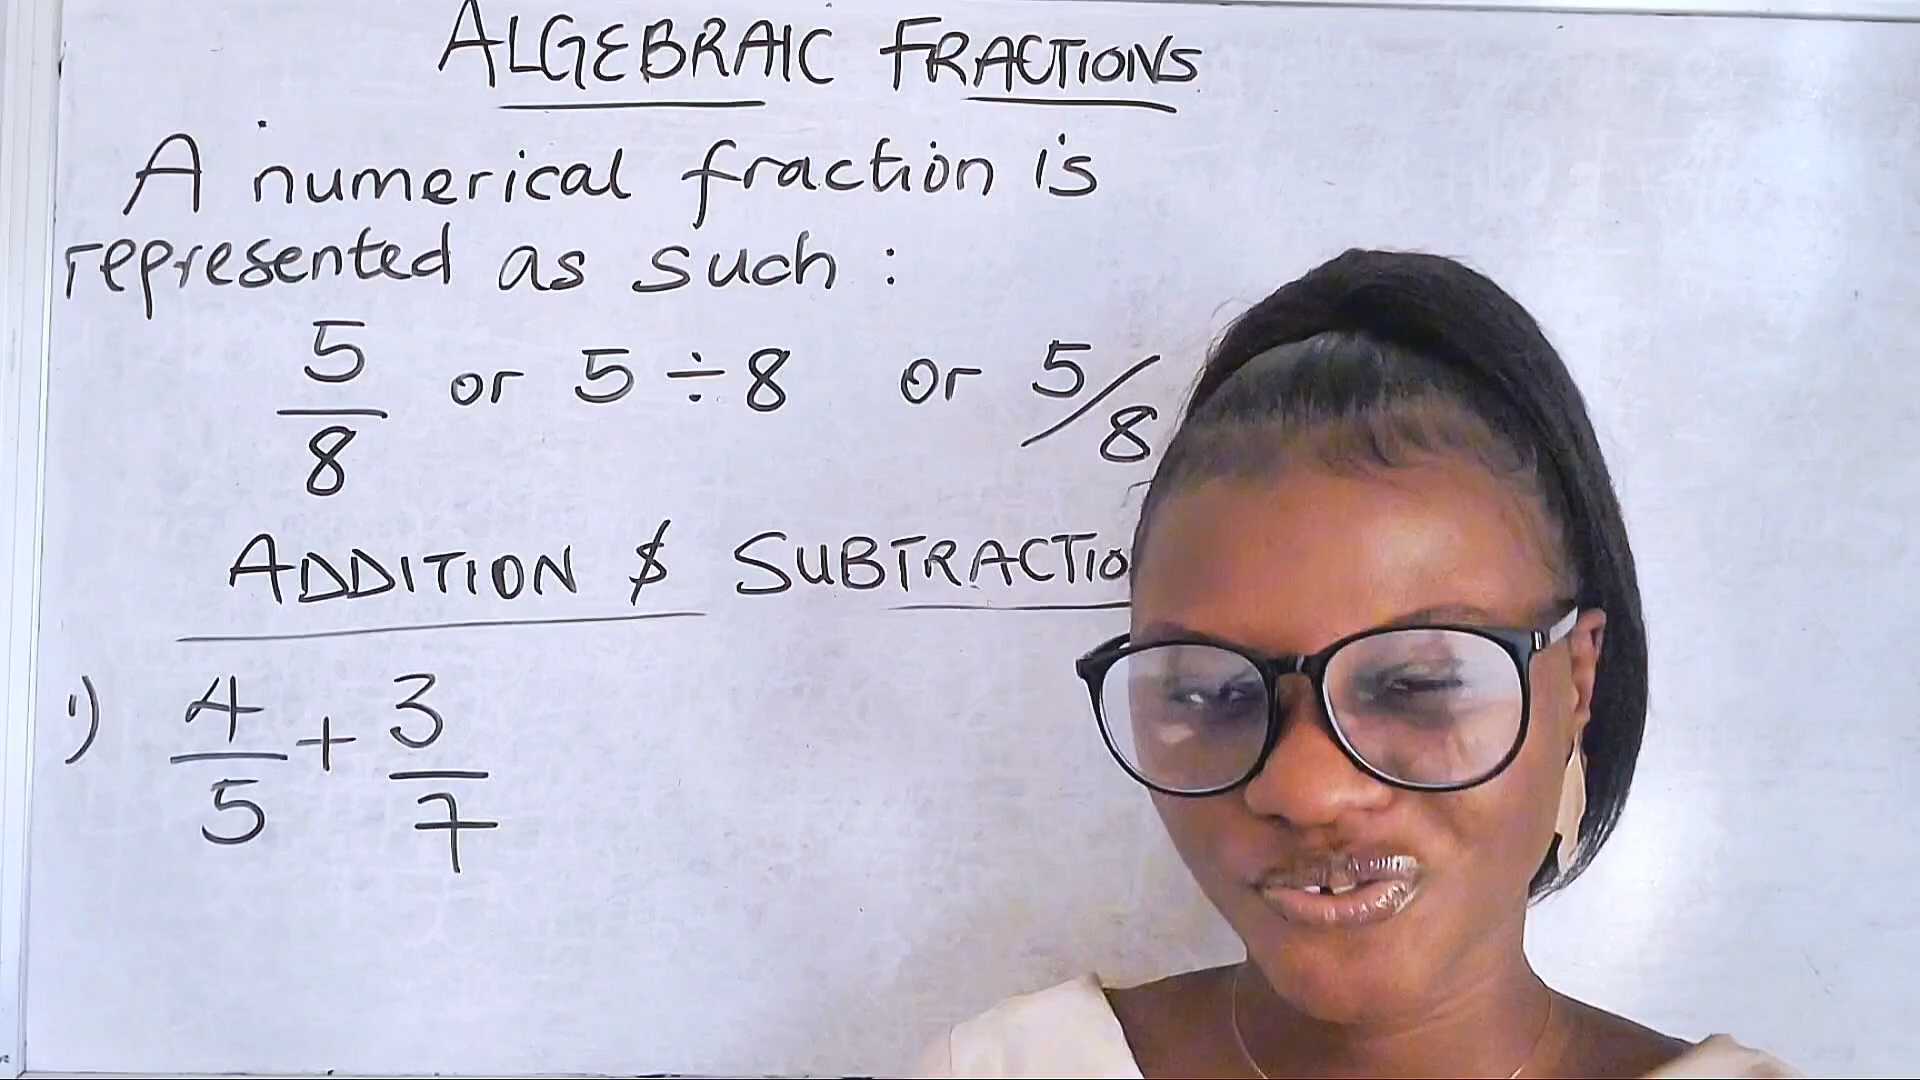 ALGEBRAIC FRACTIONS
A numerical fraction is
represented as such :
5/8 or 5 ÷ 8 or 5/8
ADDITION & SUBTRACTIO
1) 4/5 + 3/7